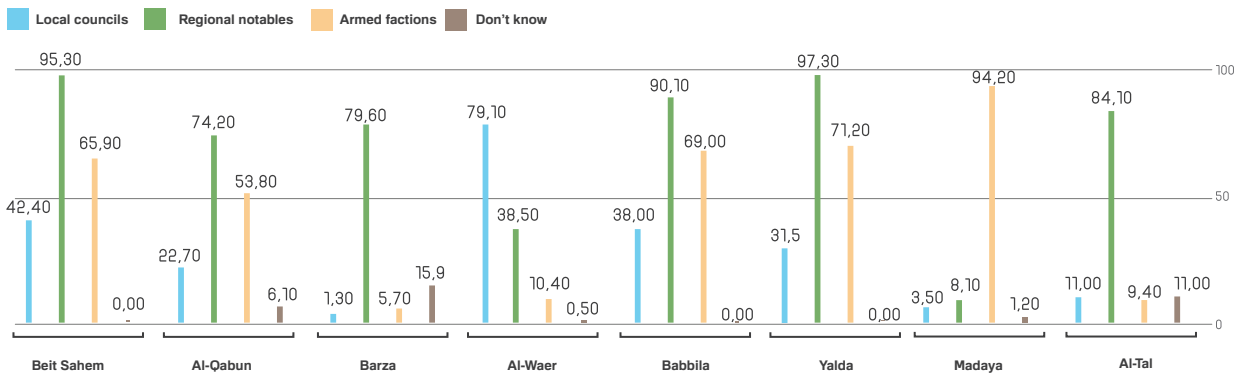 Local councils Regional notables Armed factions Don't know
95,30 97,30 94,20 100
79,60 79,10 90,10 84,10
74,20 71,20
65,90 69,00
53,80
42,40 38,50 38,00 50
22,70 31,5
6,10 1,30 5,70 15,9 10,40 0,50 3,50 8,10 11,00 9,40 11,00
0,00 0,00 0,00 1,20
0
Beit Sahem Al-Qabun Barza Al-Waer Babbila Yalda Madaya Al-Tal